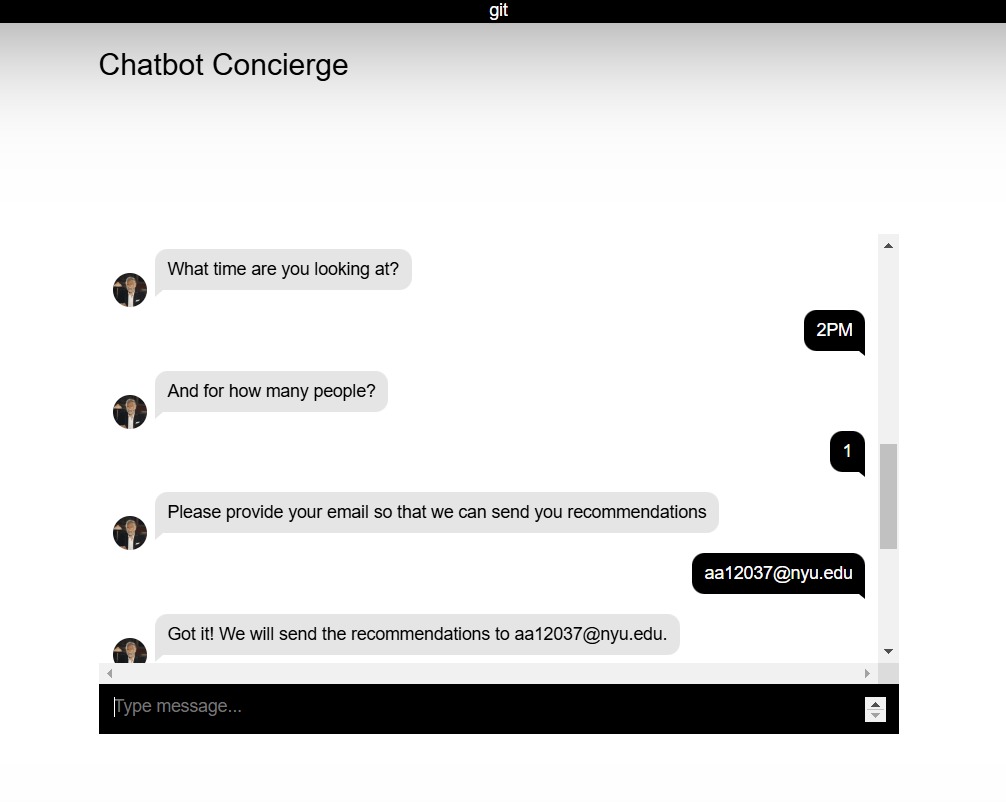 git
Chatbot Concierge
What time are you looking at?
2PM
And for how many people?
1
Please provide your email so that we can send you recommendations
aa12037@nyu.edu
Got it! We will send the recommendations to aa12037@nyu.edu.
Type message...